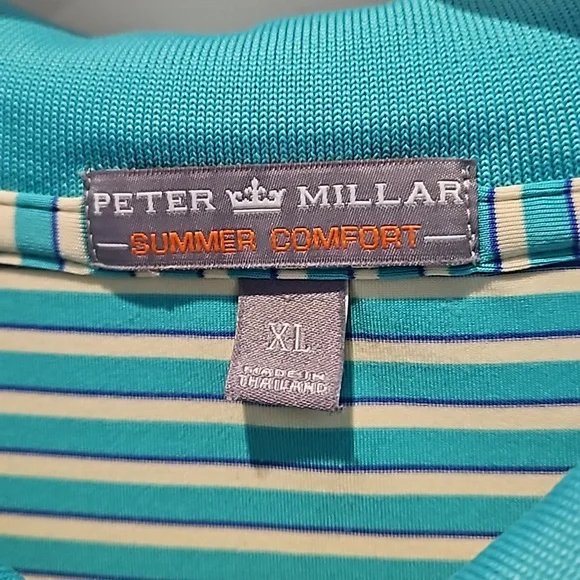 PETER MILLAR
SUMMER COMFORT
XL
MADE IN
THAILAND